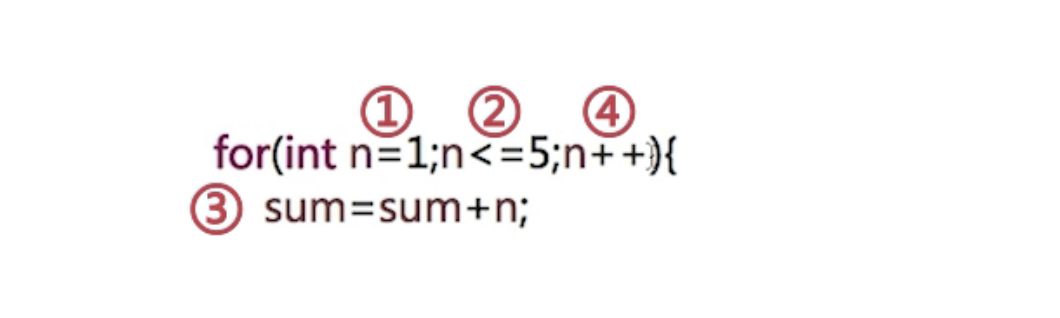 ① ② ④
for(int n=1;n<=5;n++){
③ sum=sum+n;